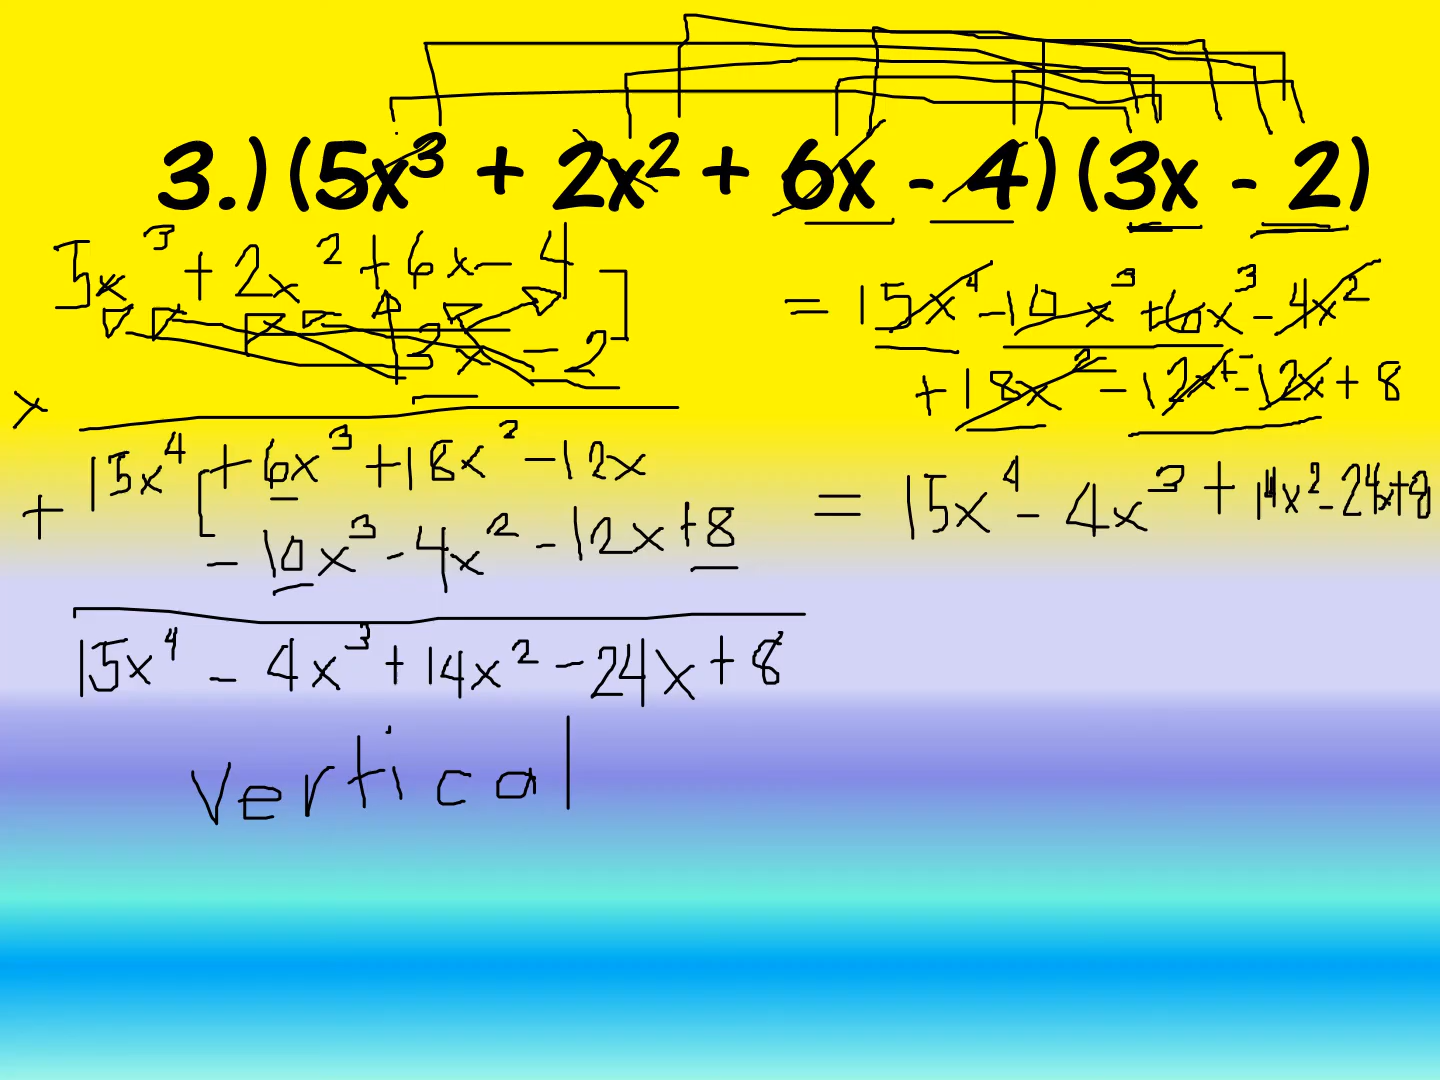 3.) (5x³ + 2x² + 6x - 4) (3x - 2)
5x³ + 2x² + 6x - 4
3x - 2
x
15x⁴ + 6x³ + 18x² - 12x
+ - 10x³ - 4x² - 12x + 8
15x⁴ - 4x³ + 14x² - 24x + 8
vertical
= 15x⁴ - 10x³ + 6x³ - 4x²
+ 18x² - 12x - 12x + 8
= 15x⁴ - 4x³ + 14x² - 24x + 8